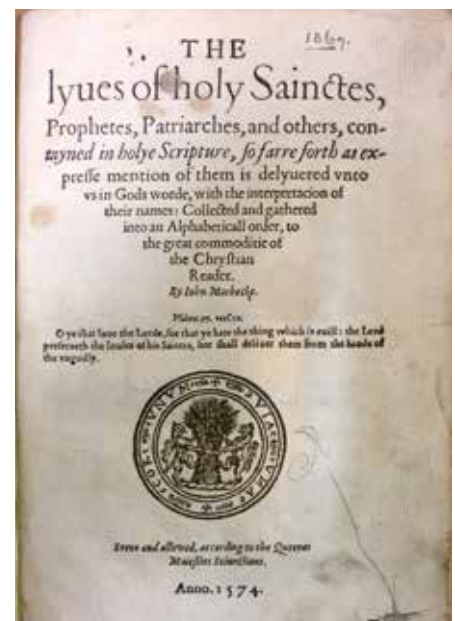 THE
lyues of holy Sainctes,
Prophetes, Patriarches, and others, con-
tayned in holye Scripture, so farre forth as ex-
presse mention of them is delyuered vnto
vs in Gods worde, with the interpretacion of
their names: Collected and gathered
into an Alphabeticall order, to
the great commoditie of
the Chrystian
Reader.
By Iohn Marbecke.
O ye that loue the Lorde, see that ye hate the thing which is euill: the Lord
preserueth the soules of his Saintes, hee shall deliuer them from the hands of
the vngodly.
Seene and allowed, according to the Queenes
Maiesties Iniunctions.
Anno. 1574.